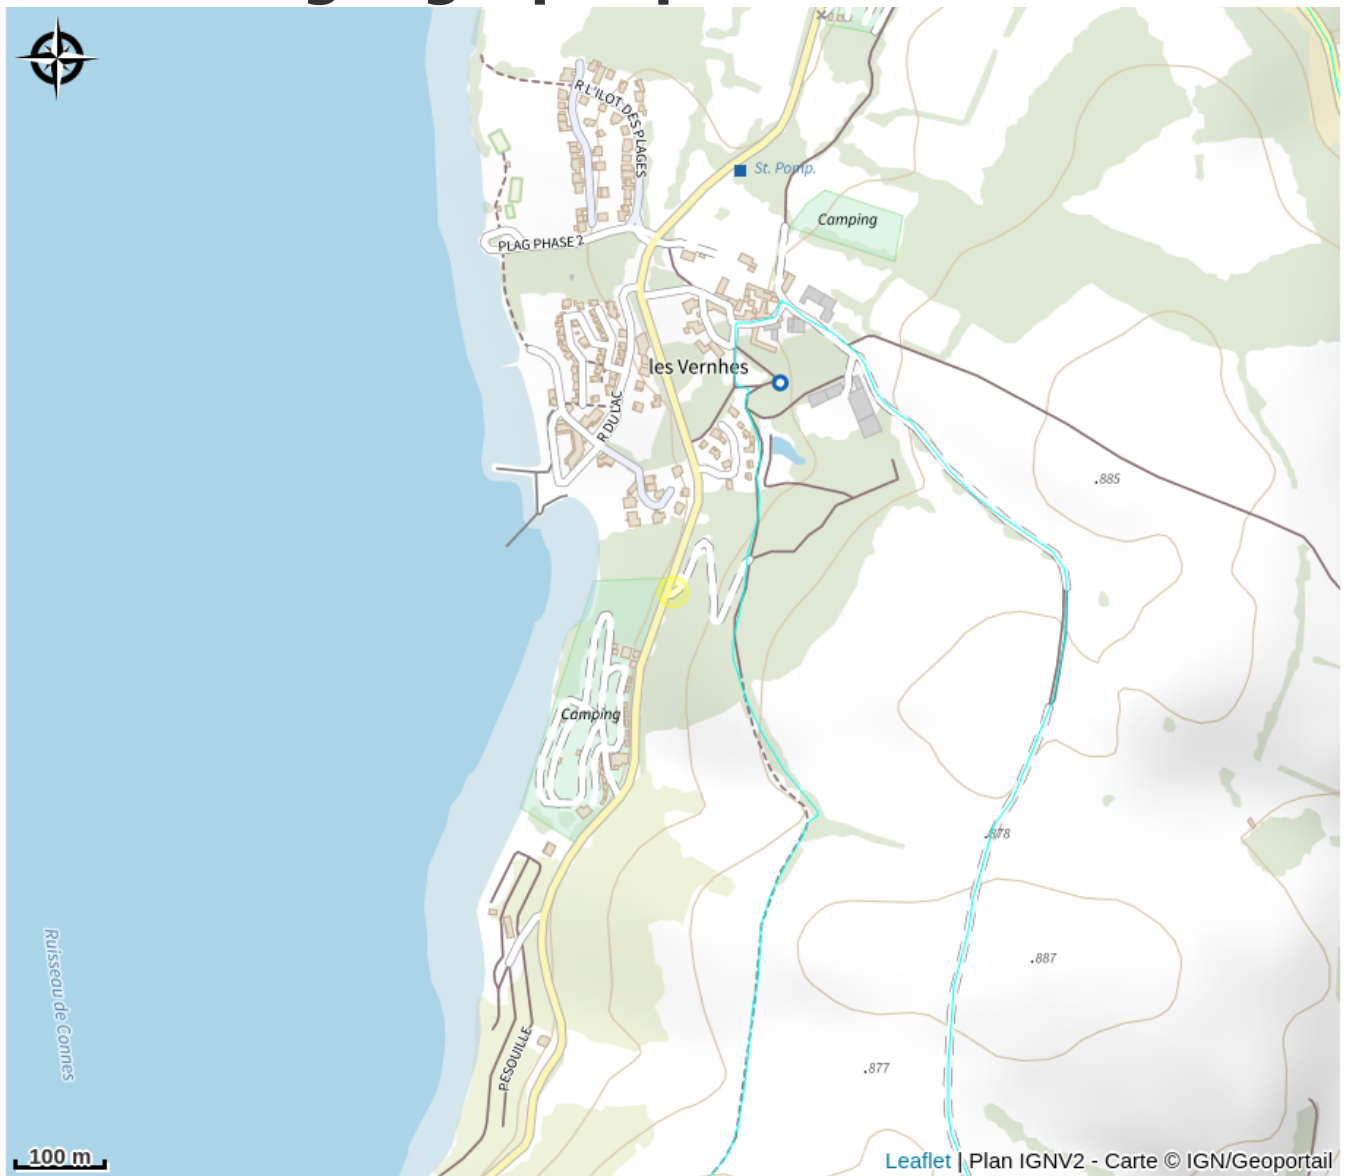 R L'ILOT DES PLAGES
St. Pomp.
Camping
PLAG PHASE 2
les Vernhes
R DU LAC
.885
Camping
.878
Ruisseau de Connes
.887
PESOUILLE
.877
100 m
Leaflet | Plan IGNV2 - Carte © IGN/Geoportail